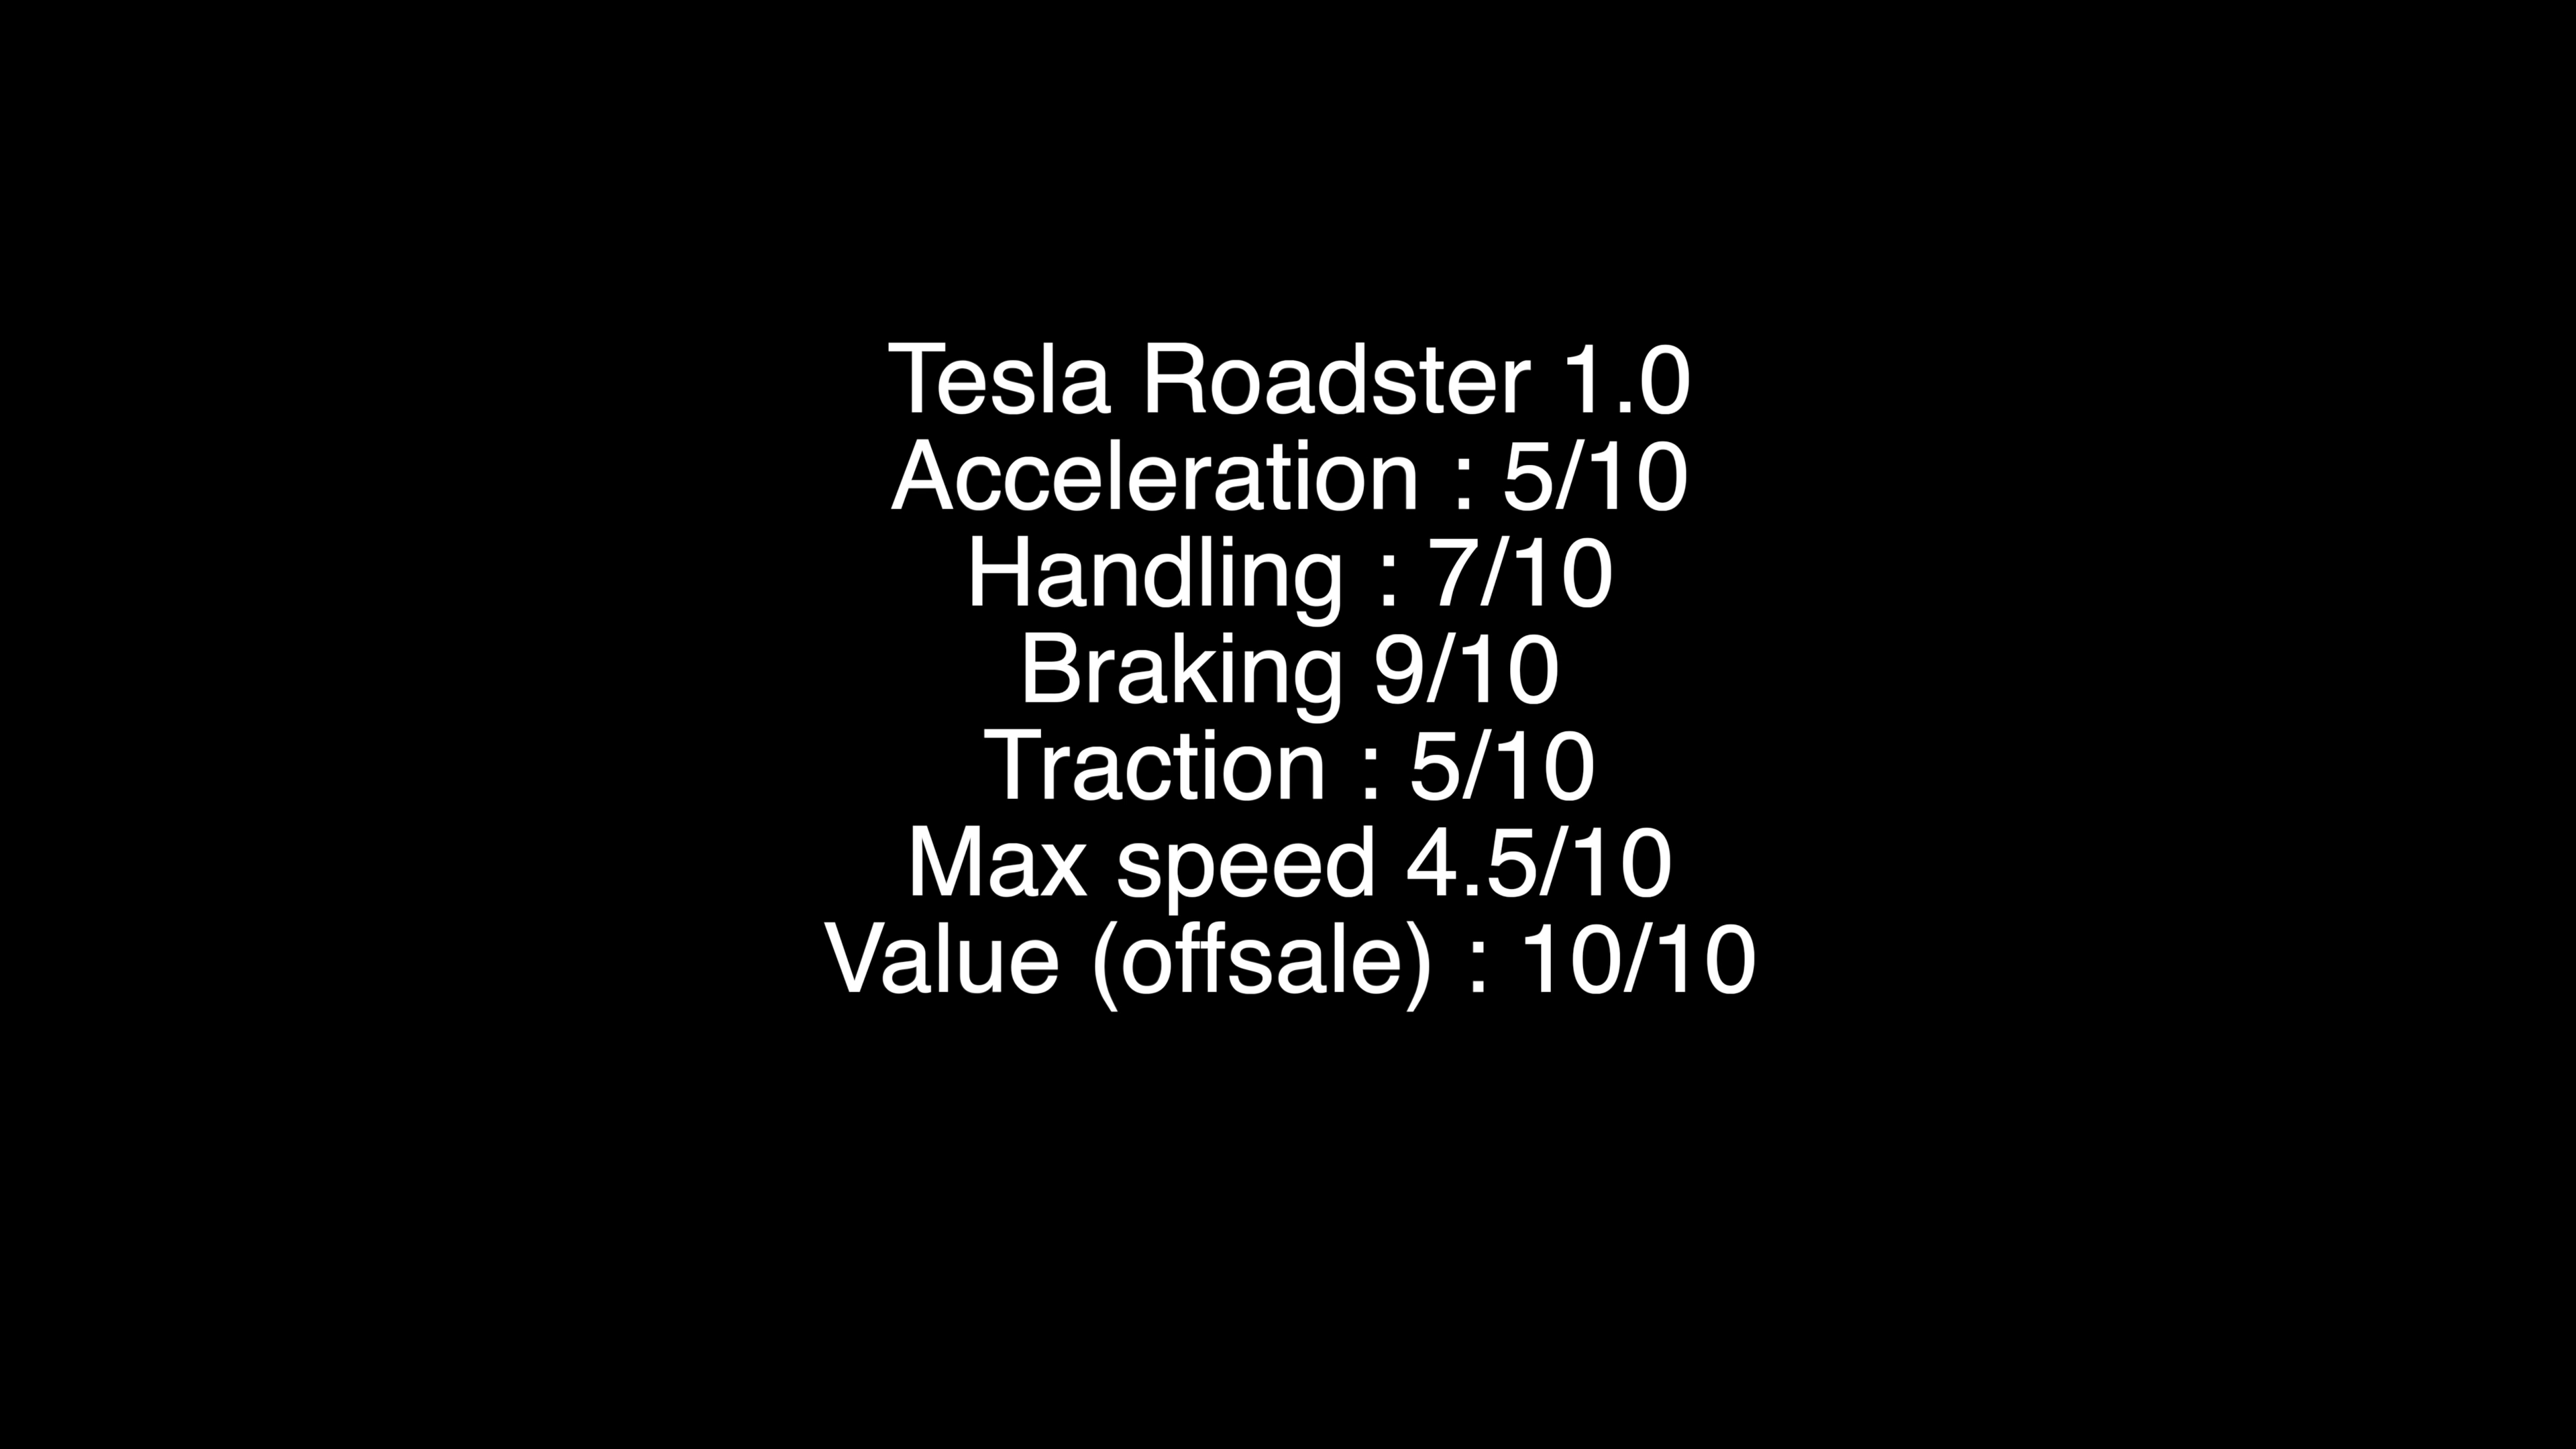 Tesla Roadster 1.0
Acceleration : 5/10
Handling : 7/10
Braking 9/10
Traction : 5/10
Max speed 4.5/10
Value (offsale) : 10/10